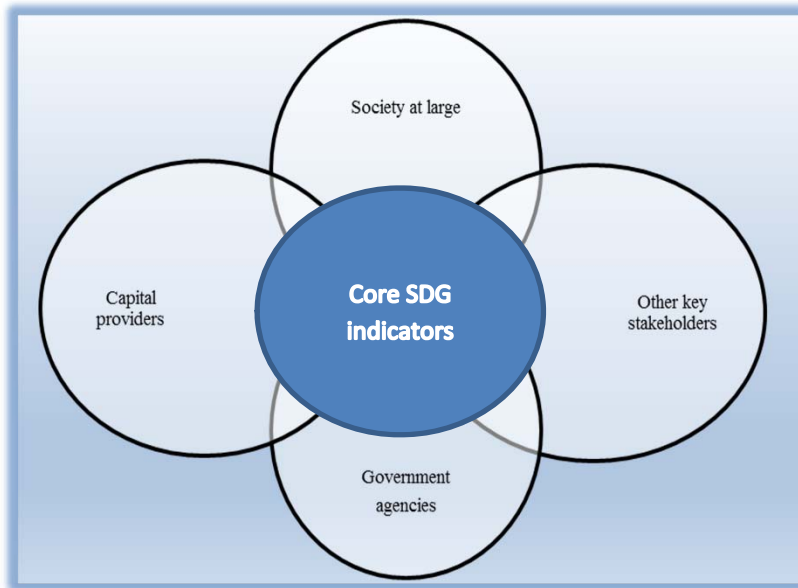 Society at large
Capital
providers
Core SDG
indicators
Other key
stakeholders
Government
agencies